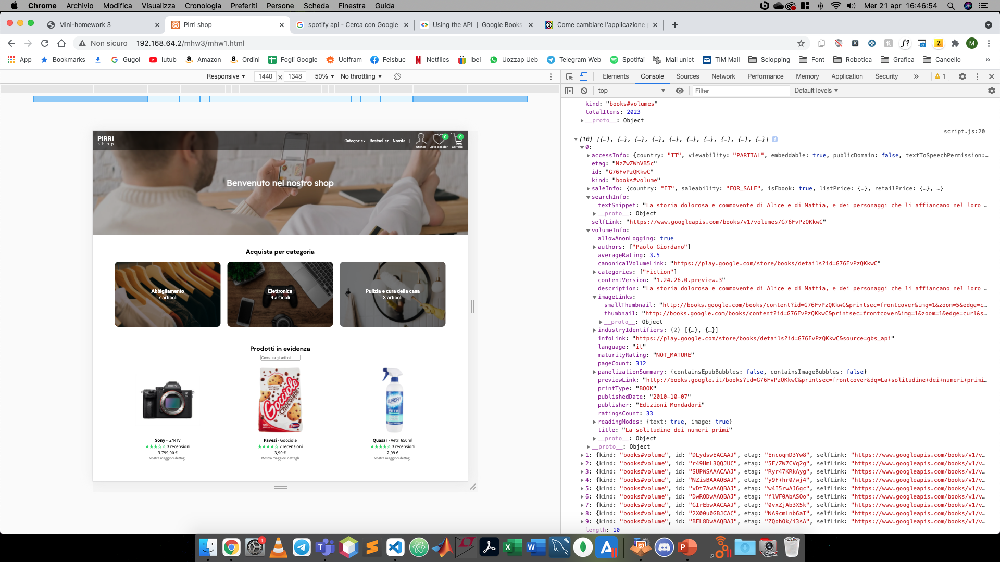 Chrome Archivio Modifica Visualizza Cronologia Preferiti Persone Scheda Finestra Guida Mer 21 apr 16:46:54
Mini-homework 3 Pirri shop spotify api - Cerca con Google Using the API | Google Books Come cambiare l'applicazione
Non sicuro 192.168.64.2/mhw3/mhw1.html
App Bookmarks Gugol Iutub Amazon Ordini Fogli Google Uolfram Feisbuc Netflics Ibei Uozzap Ueb Telegram Web Spotifai Mail unict TIM Mail Sciopping Font Robotica Grafica Cancello »
Responsive 1440 x 1348 50% No throttling
PIRRI
shop
Categorie Bestseller Novità | Utente Lista desideri 0 Carrello 0
Benvenuto nel nostro shop
Acquista per categoria
Abbigliamento
7 articoli
Elettronica
9 articoli
Pulizia e cura della casa
3 articoli
Prodotti in evidenza
Cerca tra gli articoli
SONY
Gocciole
Chocolate
Pavesi
QUASAR
VETRI
Sony - α7R IV
★★★☆☆ 3 recensioni
3.799,90 €
Mostra maggiori dettagli
Pavesi - Gocciole
★★★★☆ 7 recensioni
3,90 €
Mostra maggiori dettagli
Quasar - Vetri 650ml
★★★★☆ 3 recensioni
2,99 €
Mostra maggiori dettagli
Elements Console Sources Network Performance Memory Application Security » 1
top Filter Default levels
kind: "books#volumes"
totalItems: 2023
__proto__: Object
script.js:20
(10) [{…}, {…}, {…}, {…}, {…}, {…}, {…}, {…}, {…}, {…}] i
0:
accessInfo: {country: "IT", viewability: "PARTIAL", embeddable: true, publicDomain: false, textToSpeechPermission:…
etag: "NzZwZWhVB5c"
id: "G76FvPzQKkwC"
kind: "books#volume"
saleInfo: {country: "IT", saleability: "FOR_SALE", isEbook: true, listPrice: {…}, retailPrice: {…}, …}
searchInfo:
textSnippet: "La storia dolorosa e commovente di Alice e di Mattia, e dei personaggi che li affiancano nel loro …
__proto__: Object
selfLink: "https://www.googleapis.com/books/v1/volumes/G76FvPzQKkwC"
volumeInfo:
allowAnonLogging: true
authors: ["Paolo Giordano"]
averageRating: 3.5
canonicalVolumeLink: "https://play.google.com/store/books/details?id=G76FvPzQKkwC"
categories: ["Fiction"]
contentVersion: "1.24.26.0.preview.3"
description: "La storia dolorosa e commovente di Alice e di Mattia, e dei personaggi che li affiancano nel loro …
imageLinks:
smallThumbnail: "http://books.google.com/books/content?id=G76FvPzQKkwC&printsec=frontcover&img=1&zoom=5&edge=c…
thumbnail: "http://books.google.com/books/content?id=G76FvPzQKkwC&printsec=frontcover&img=1&zoom=1&edge=curl&s…
__proto__: Object
industryIdentifiers: (2) [{…}, {…}]
infoLink: "https://play.google.com/store/books/details?id=G76FvPzQKkwC&source=gbs_api"
language: "it"
maturityRating: "NOT_MATURE"
pageCount: 312
panelizationSummary: {containsEpubBubbles: false, containsImageBubbles: false}
previewLink: "http://books.google.it/books?id=G76FvPzQKkwC&printsec=frontcover&dq=La+solitudine+dei+numeri+primi…
printType: "BOOK"
publishedDate: "2010-10-07"
publisher: "Edizioni Mondadori"
ratingsCount: 33
readingModes: {text: true, image: true}
title: "La solitudine dei numeri primi"
__proto__: Object
__proto__: Object
1: {kind: "books#volume", id: "DLydswEACAAJ", etag: "EncoqmD3Yw8", selfLink: "https://www.googleapis.com/books/v1/v…
2: {kind: "books#volume", id: "r49HmL3QQJUC", etag: "5F/ZW7CVq2g", selfLink: "https://www.googleapis.com/books/v1/v…
3: {kind: "books#volume", id: "SUPWSAAACAAJ", etag: "Ryr47KRkAyg", selfLink: "https://www.googleapis.com/books/v1/v…
4: {kind: "books#volume", id: "NZisBAAAQBAJ", etag: "y9F+hr0/wj4", selfLink: "https://www.googleapis.com/books/v1/v…
5: {kind: "books#volume", id: "vDt7AwAAQBAJ", etag: "w4I5rwAJ6gc", selfLink: "https://www.googleapis.com/books/v1/v…
6: {kind: "books#volume", id: "DwRODwAAQBAJ", etag: "flWF0AbASQo", selfLink: "https://www.googleapis.com/books/v1/v…
7: {kind: "books#volume", id: "GIrEbwAACAAJ", etag: "0vxZjAb3X5k", selfLink: "https://www.googleapis.com/books/v1/v…
8: {kind: "books#volume", id: "2X00u0GBJCAC", etag: "NA9cmLnb6aI", selfLink: "https://www.googleapis.com/books/v1/v…
9: {kind: "books#volume", id: "BEL8DwAAQBAJ", etag: "ZQohOk/i3sA", selfLink: "https://www.googleapis.com/books/v1/v…
length: 10